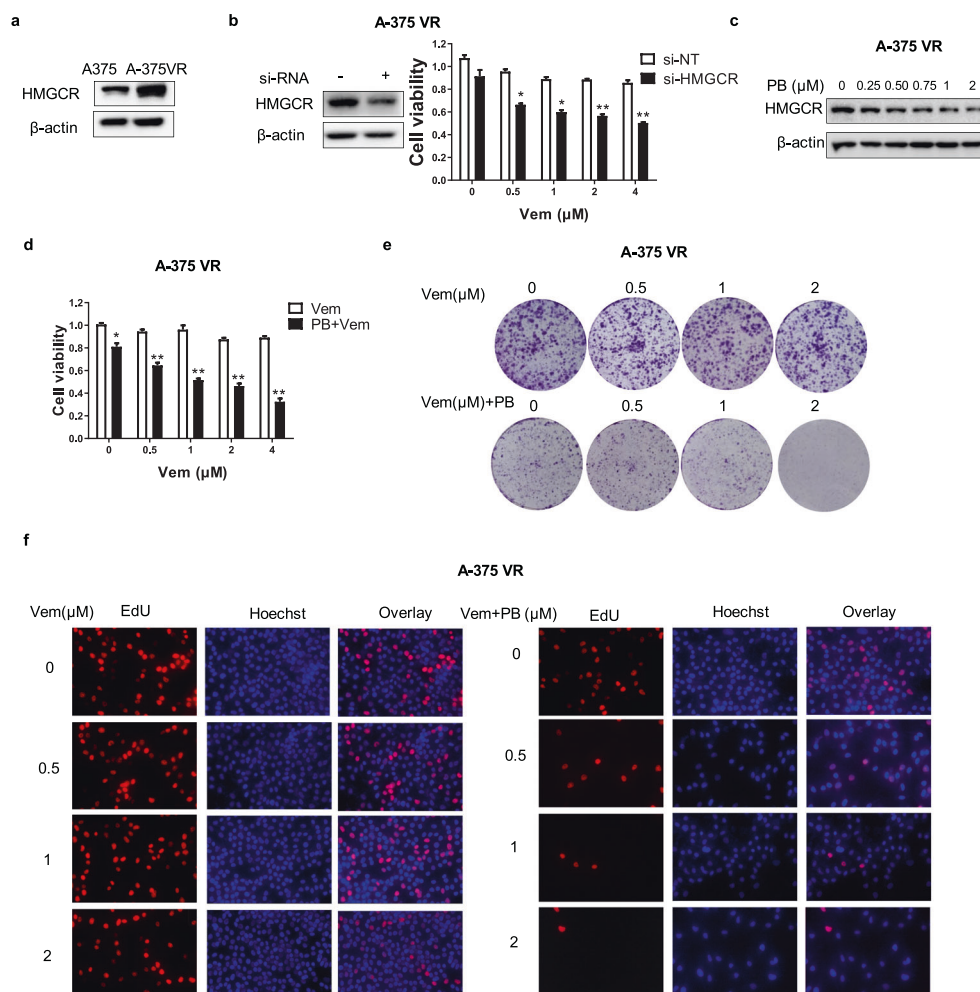 a
A375 A-375VR
HMGCR
β-actin
b
A-375 VR
si-RNA - +
HMGCR
β-actin
Cell viability
1.2
1.0
0.8
0.6
0.4
0.2
0.0
si-NT
si-HMGCR
* * ** **
0 0.5 1 2 4
Vem (µM)
c
A-375 VR
PB (µM) 0 0.25 0.50 0.75 1 2
HMGCR
β-actin
d
A-375 VR
Cell viability
1.2
1.0
0.8
0.6
0.4
0.2
0.0
Vem
PB+Vem
* ** ** ** **
0 0.5 1 2 4
Vem (µM)
e
A-375 VR
Vem(µM) 0 0.5 1 2
Vem(µM)+PB 0 0.5 1 2
f
A-375 VR
Vem(µM) EdU Hoechst Overlay
0
0.5
1
2
Vem+PB (µM) EdU Hoechst Overlay
0
0.5
1
2